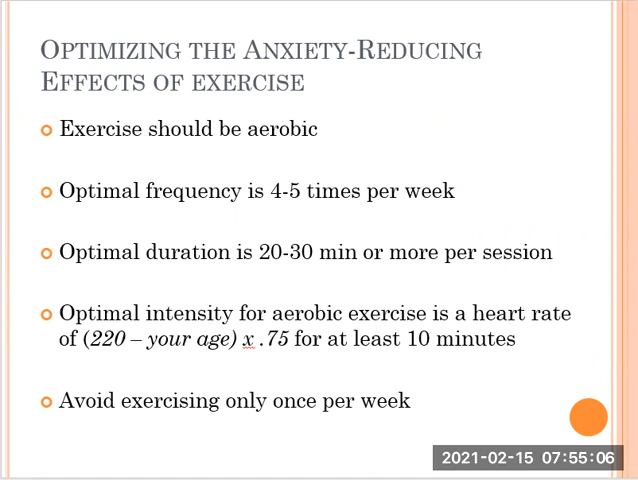 Optimizing the Anxiety-Reducing
Effects of exercise
Exercise should be aerobic
Optimal frequency is 4-5 times per week
Optimal duration is 20-30 min or more per session
Optimal intensity for aerobic exercise is a heart rate
of (220 – your age) x .75 for at least 10 minutes
Avoid exercising only once per week
2021-02-15 07:55:06